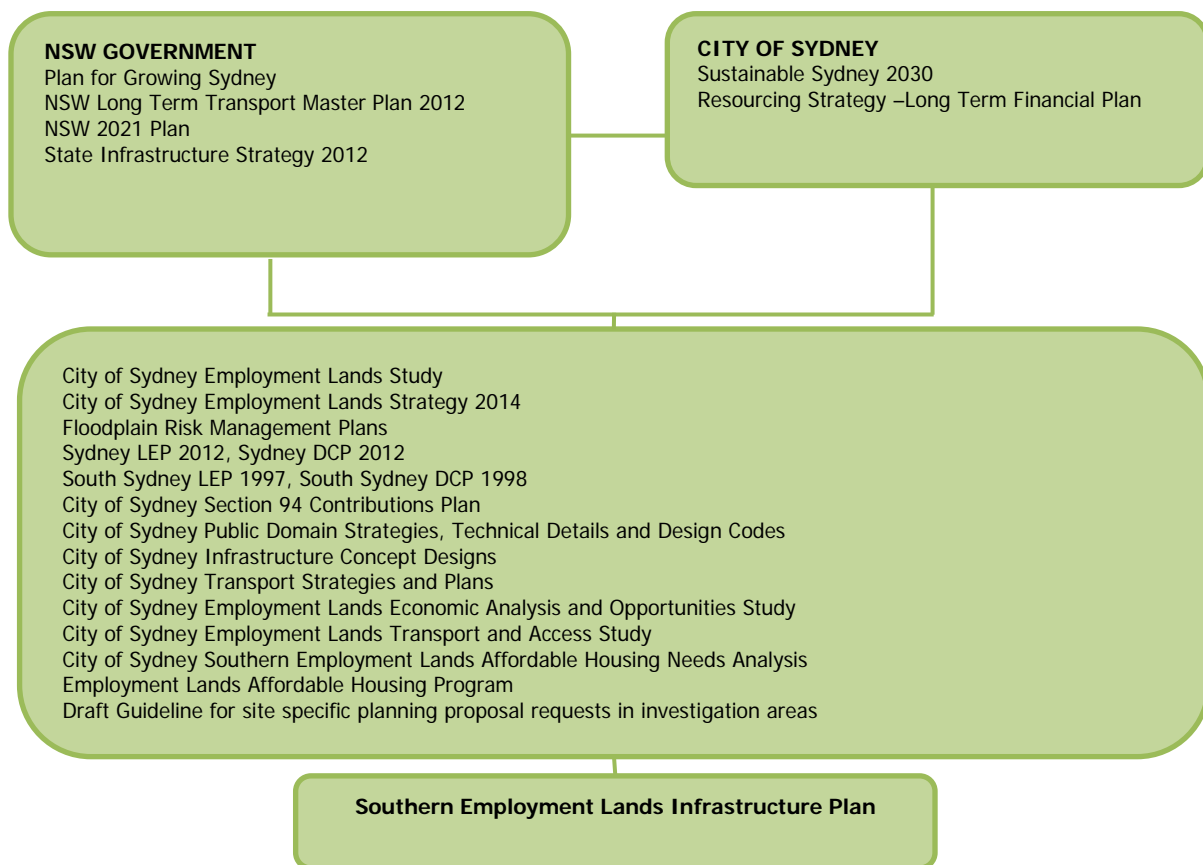 NSW GOVERNMENT
Plan for Growing Sydney
NSW Long Term Transport Master Plan 2012
NSW 2021 Plan
State Infrastructure Strategy 2012
CITY OF SYDNEY
Sustainable Sydney 2030
Resourcing Strategy –Long Term Financial Plan
City of Sydney Employment Lands Study
City of Sydney Employment Lands Strategy 2014
Floodplain Risk Management Plans
Sydney LEP 2012, Sydney DCP 2012
South Sydney LEP 1997, South Sydney DCP 1998
City of Sydney Section 94 Contributions Plan
City of Sydney Public Domain Strategies, Technical Details and Design Codes
City of Sydney Infrastructure Concept Designs
City of Sydney Transport Strategies and Plans
City of Sydney Employment Lands Economic Analysis and Opportunities Study
City of Sydney Employment Lands Transport and Access Study
City of Sydney Southern Employment Lands Affordable Housing Needs Analysis
Employment Lands Affordable Housing Program
Draft Guideline for site specific planning proposal requests in investigation areas
Southern Employment Lands Infrastructure Plan